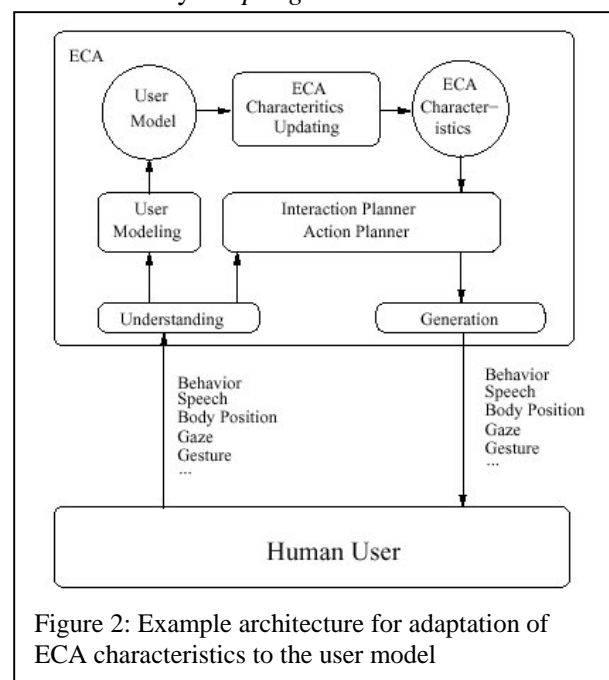 ECA
User
Model
ECA
Characteritics
Updating
ECA
Character-
istics
User
Modeling
Interaction Planner
Action Planner
Understanding
Generation
Behavior
Speech
Body Position
Gaze
Gesture
...
Behavior
Speech
Body Position
Gaze
Gesture
...
Human User
Figure 2: Example architecture for adaptation of
ECA characteristics to the user model